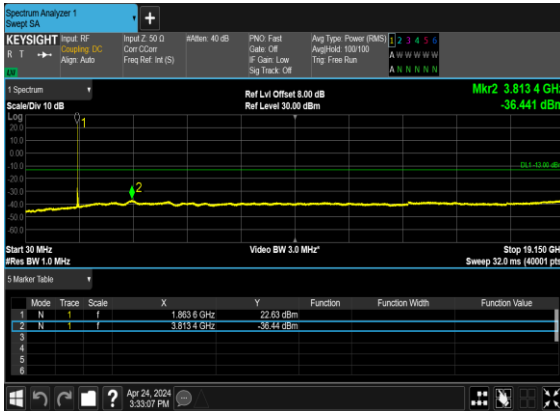 Spectrum Analyzer 1
Swept SA
+
KEYSIGHT Input: RF Input Z: 50 Ω #Atten: 40 dB PNO: Fast Avg Type: Power (RMS) 1 2 3 4 5 6
R T Coupling: DC Corr CCorr Gate: Off Avg|Hold: 100/100 A W W W W W
Align: Auto Freq Ref: Int (S) IF Gain: Low Trig: Free Run
Sig Track: Off A N N N N N
1 Spectrum Ref Lvl Offset 8.00 dB Mkr2 3.813 4 GHz
Scale/Div 10 dB Ref Level 30.00 dBm -36.441 dBm
Log
20.0
10.0
0.00
-10.0
DL1 -13.00 dBm
-20.0
-30.0
-40.0
-50.0
-60.0
1
2
Start 30 MHz Video BW 3.0 MHz* Stop 19.150 GHz
#Res BW 1.0 MHz Sweep 32.0 ms (40001 pts)
5 Marker Table
Mode Trace Scale X Y Function Function Width Function Value
1 N 1 f 1.863 6 GHz 22.63 dBm
2 N 1 f 3.813 4 GHz -36.44 dBm
3
4
5
6
? Apr 24, 2024
3:33:07 PM